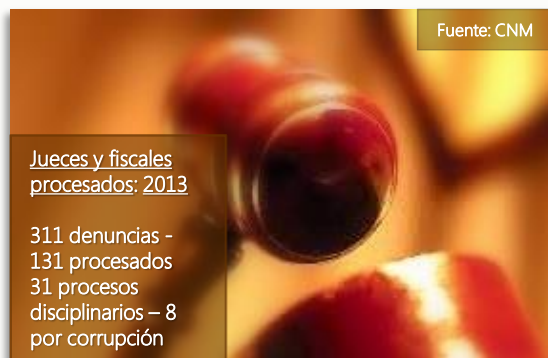 Fuente: CNM
Jueces y fiscales
procesados: 2013
311 denuncias -
131 procesados
31 procesos
disciplinarios – 8
por corrupción